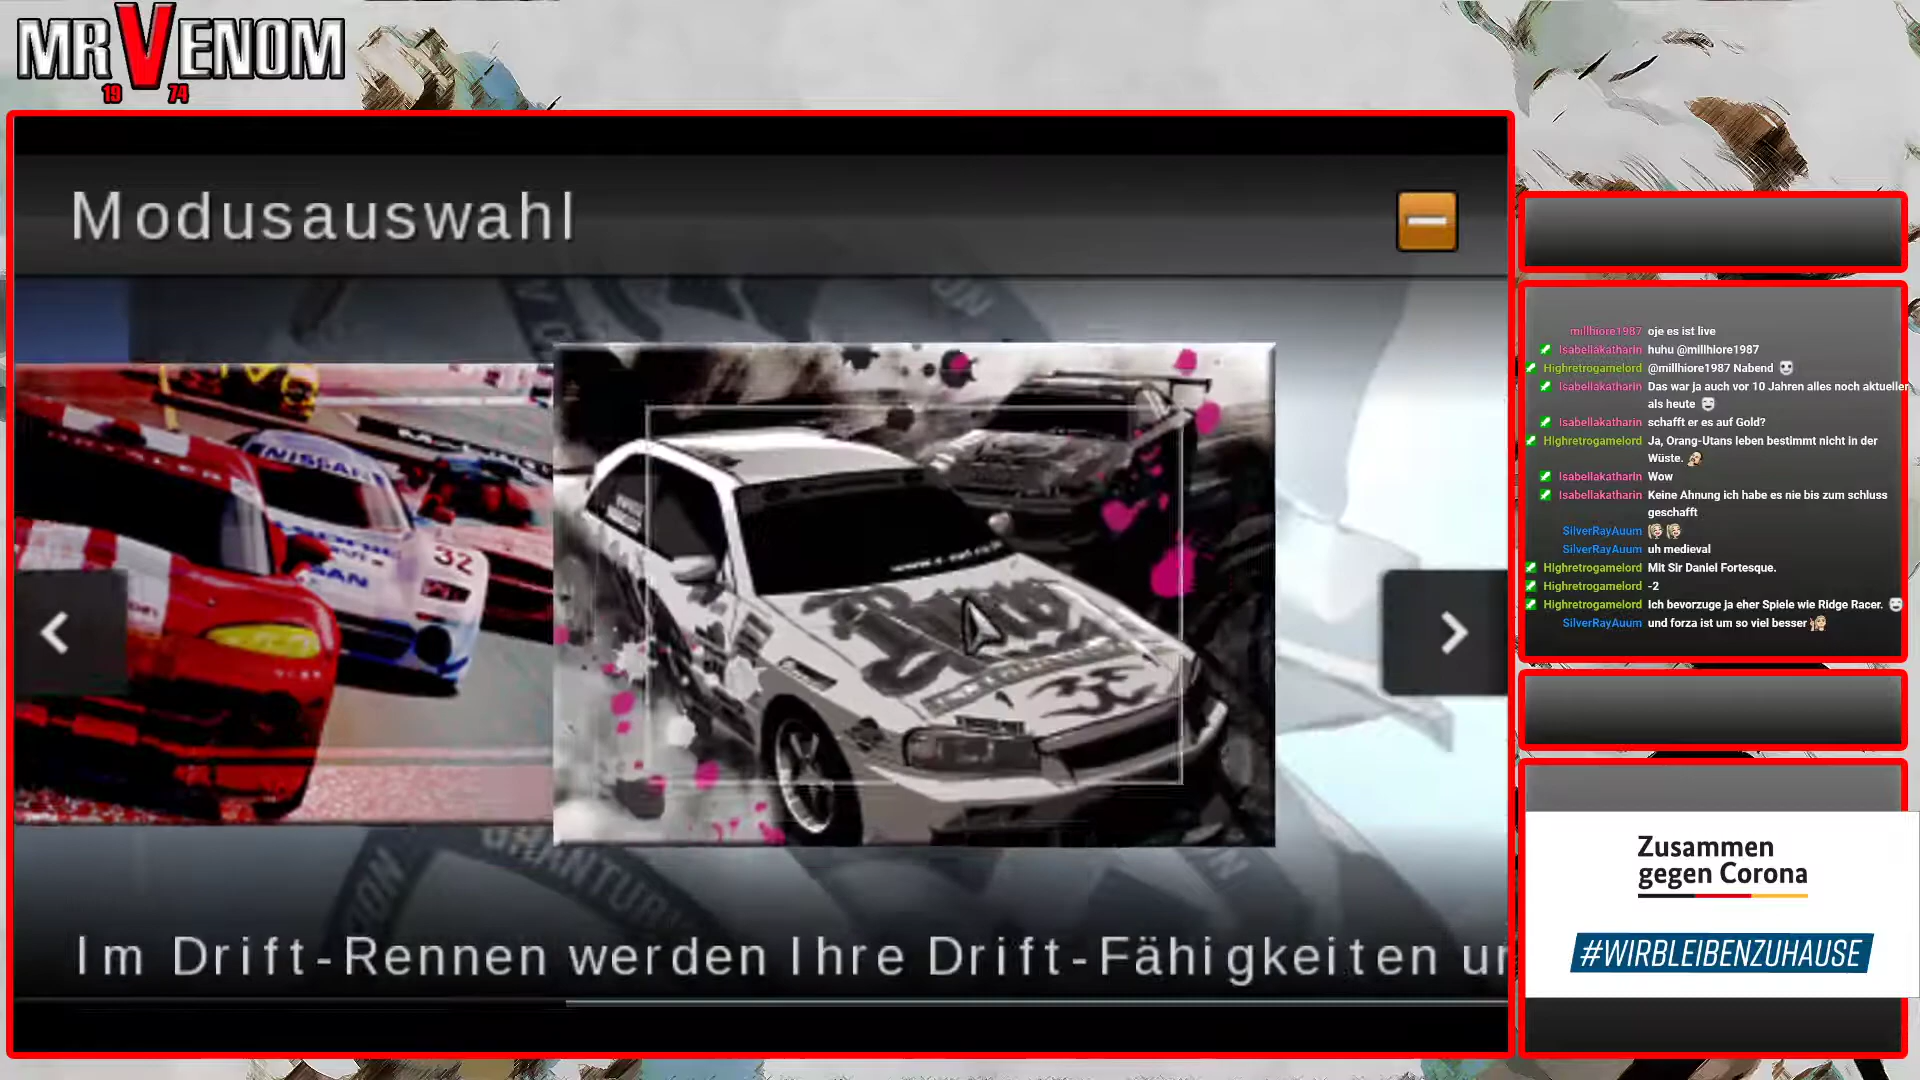 MRVENOM
19 74
Modusauswahl
NISSAN
32
GRANTUR
Im Drift-Rennen werden Ihre Drift-Fähigkeiten un
millhiore1987 oje es ist live
Isabellakatharin huhu @millhiore1987
Highretrogamelord @millhiore1987 Nabend
Isabellakatharin Das war ja auch vor 10 Jahren alles noch aktueller
als heute
Isabellakatharin schafft er es auf Gold?
Highretrogamelord Ja, Orang-Utans leben bestimmt nicht in der
Wüste.
Isabellakatharin Wow
Isabellakatharin Keine Ahnung ich habe es nie bis zum schluss
geschafft
SilverRayAuum
SilverRayAuum uh medieval
Highretrogamelord Mit Sir Daniel Fortesque.
Highretrogamelord -2
Highretrogamelord Ich bevorzuge ja eher Spiele wie Ridge Racer.
SilverRayAuum und forza ist um so viel besser
Zusammen
gegen Corona
#WIRBLEIBENZUHAUSE